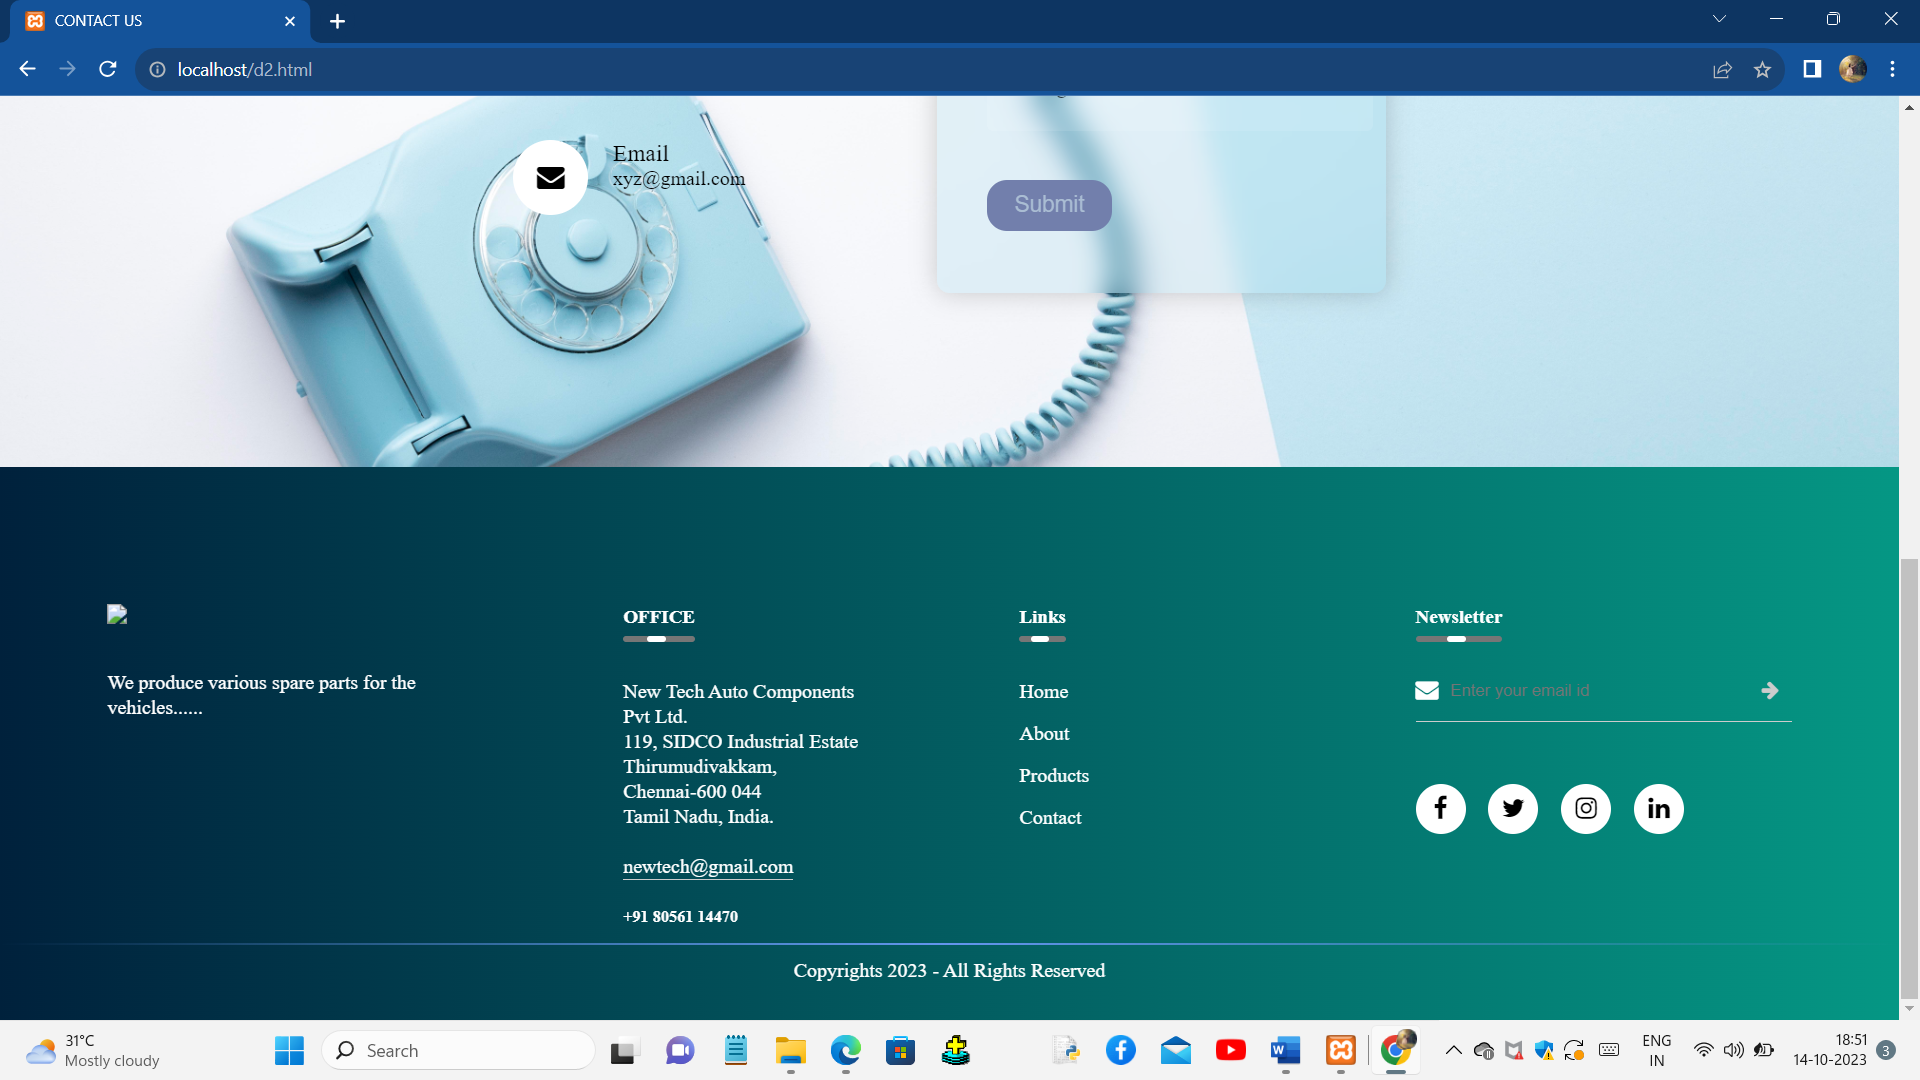 CONTACT US
localhost/d2.html
Email
xyz@gmail.com
Submit
OFFICE
Links
Newsletter
We produce various spare parts for the
vehicles......
New Tech Auto Components
Pvt Ltd.
119, SIDCO Industrial Estate
Thirumudivakkam,
Chennai-600 044
Tamil Nadu, India.
newtech@gmail.com
+91 80561 14470
Home
About
Products
Contact
Enter your email id
Copyrights 2023 - All Rights Reserved
31°C
Mostly cloudy
Search
ENG
IN
18:51
14-10-2023
3